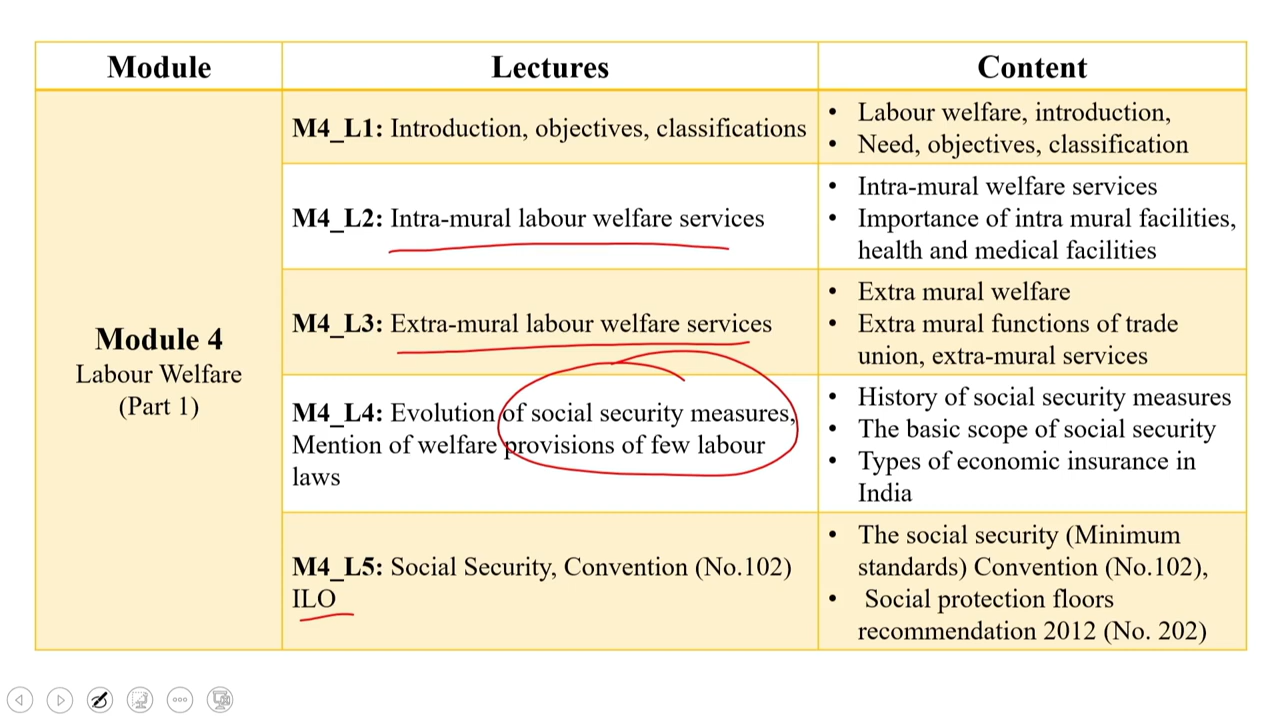 Module
Lectures
Content
Module 4
Labour Welfare
(Part 1)
M4_L1: Introduction, objectives, classifications
• Labour welfare, introduction,
• Need, objectives, classification
M4_L2: Intra-mural labour welfare services
• Intra-mural welfare services
• Importance of intra mural facilities,
health and medical facilities
M4_L3: Extra-mural labour welfare services
• Extra mural welfare
• Extra mural functions of trade
union, extra-mural services
M4_L4: Evolution of social security measures,
Mention of welfare provisions of few labour
laws
• History of social security measures
• The basic scope of social security
• Types of economic insurance in
India
M4_L5: Social Security, Convention (No.102)
ILO
• The social security (Minimum
standards) Convention (No.102),
• Social protection floors
recommendation 2012 (No. 202)